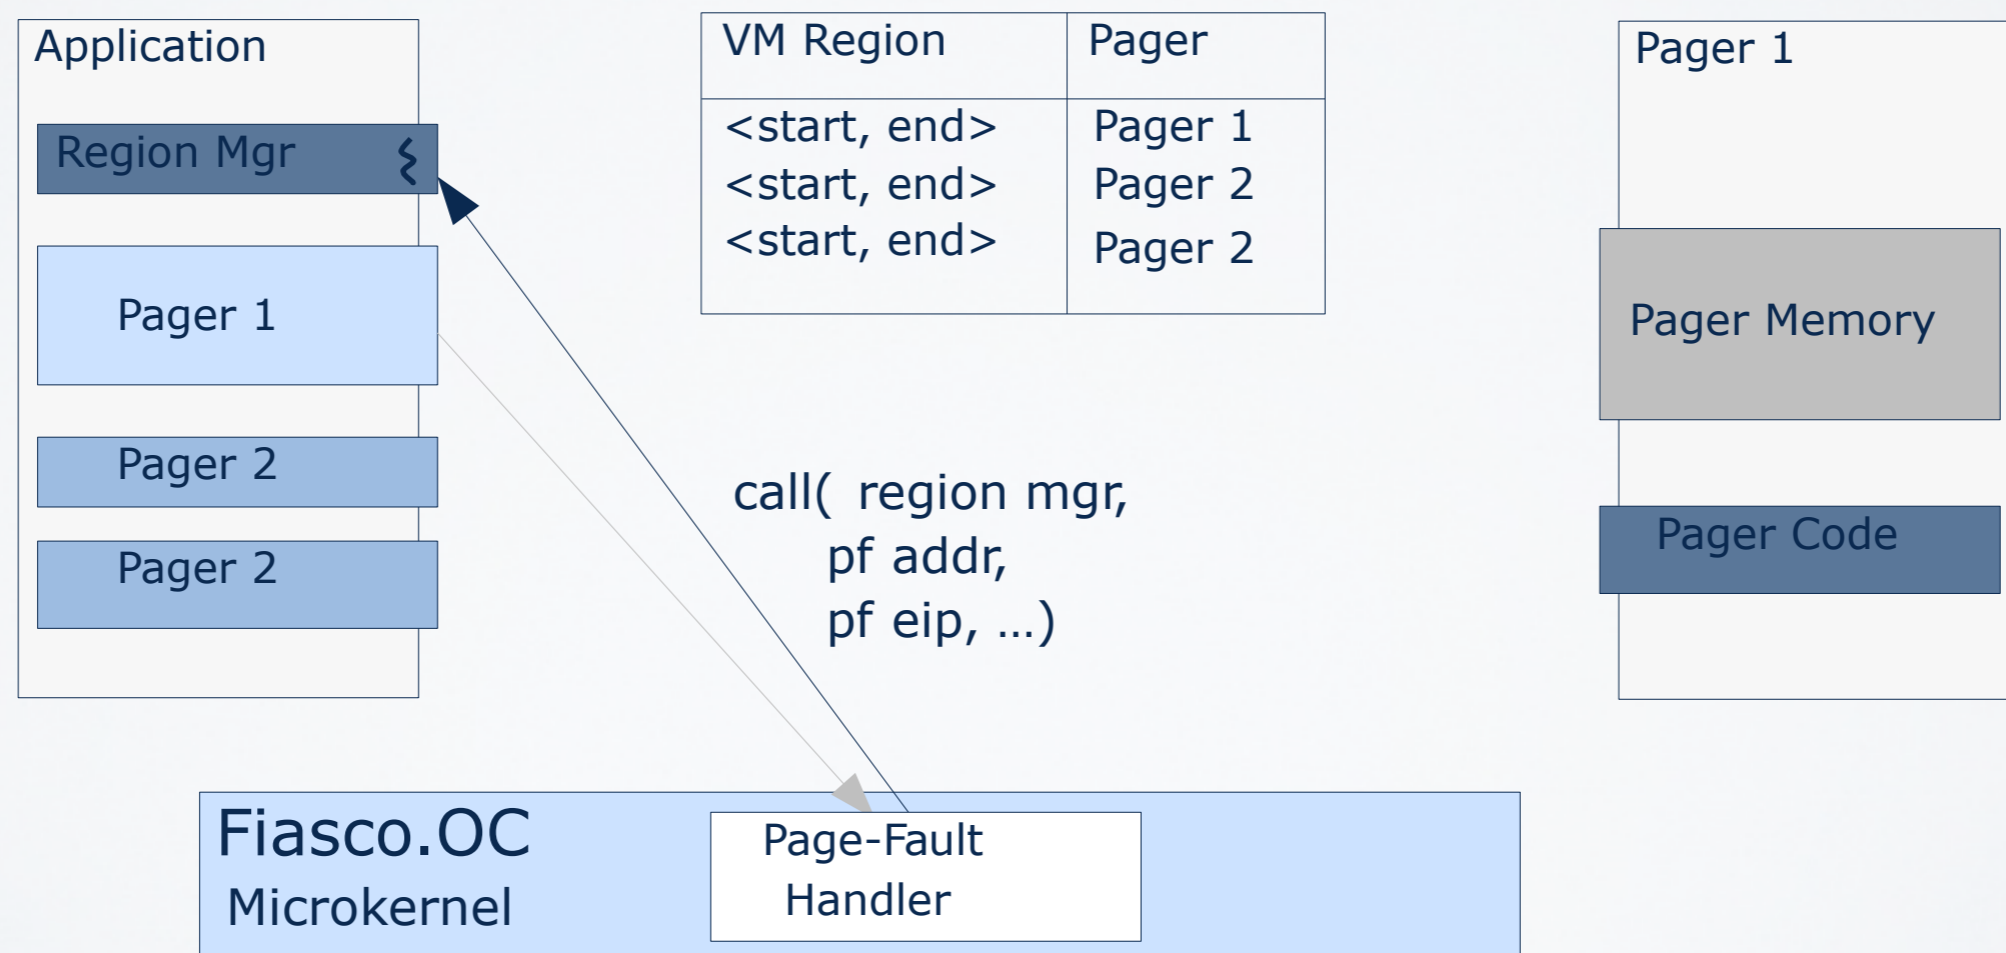 Application
Region Mgr
Pager 1
Pager 2
Pager 2
VM Region Pager
<start, end> Pager 1
<start, end> Pager 2
<start, end> Pager 2
call( region mgr,
pf addr,
pf eip, ...)
Pager 1
Pager Memory
Pager Code
Fiasco.OC
Microkernel
Page-Fault
Handler